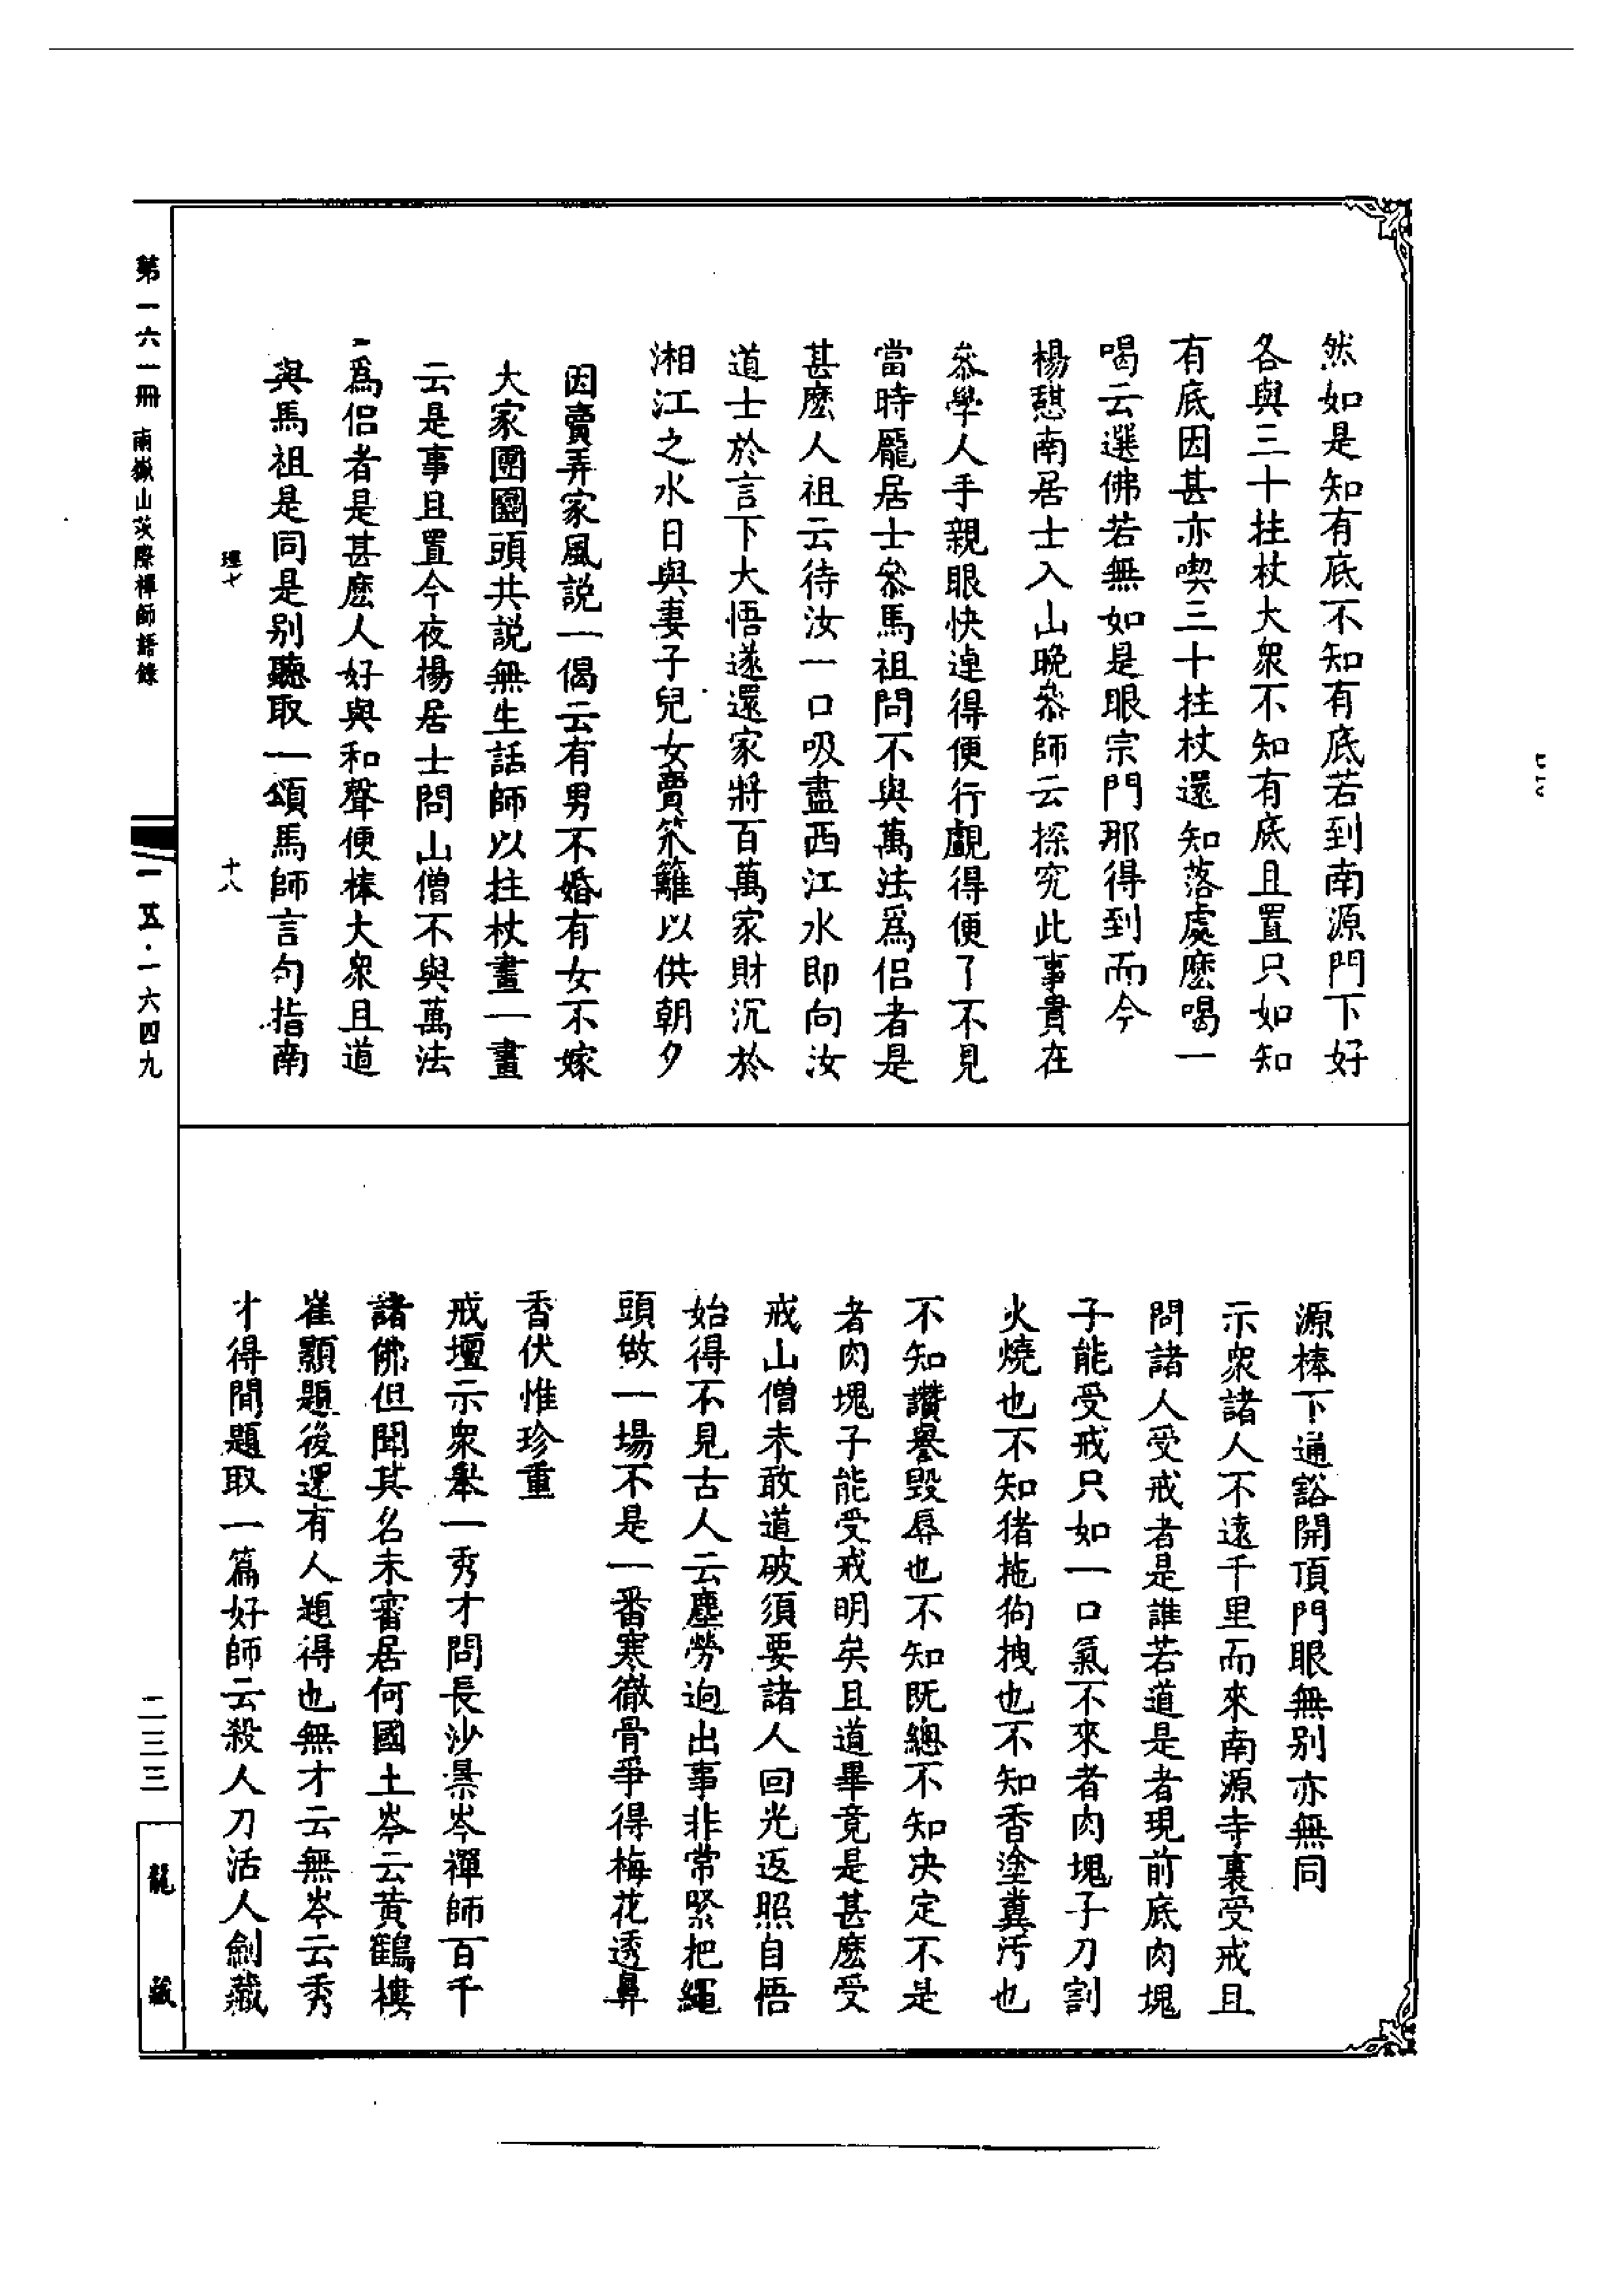 然如是知有底不知有底若到南源門下好
各與三十拄杖大衆不知有底且置只如知
有底因甚亦喫三十拄杖還知落處麽喝一
喝云選佛若無如是眼宗門那得到而今
楊憇南居士入山晚叅師云探究此事貴在
叅學人手親眼快連得便行覷得便了不見
當時龐居士叅馬祖問不與萬法爲侣者是
甚麽人祖云待汝一口吸盡西江水即向汝
道士於言下大悟遂還家將百萬家財沉於
湘江之水日與妻子兒女賣笊籬以供朝夕
因賣弄家風説一偈云有男不婚有女不嫁
大家團圞頭共説無生話師以拄杖畫一畫
云是事且置今夜揚居士問山僧不與萬法
爲侣者是甚麽人好與和聲便棒大衆且道
與馬祖是同是别聽取一頌馬師言句指南
理七
十八
源棒下通豁開頂門眼無别亦無同
示衆諸人不遠千里而來南源寺裏受戒且
問諸人受戒者是誰若道是者現前底肉塊
子能受戒只如一口氣不來者肉塊子刀割
火燒也不知猪拖狗拽也不知香塗糞汚也
不知讚譽毀辱也不知既總不知决定不是
者肉塊子能受戒明矣且道畢竟是甚麽受
戒山僧未敢道破須要諸人回光返照自悟
始得不見古人云塵勞逈出事非常緊把繩
頭做一場不是一番寒徹骨爭得梅花透鼻
香伏惟珍重
戒壇示衆舉一秀才問長沙景岑禪師百千
諸佛但聞其名未審居何國土岑云黄鶴樓
崔顥題後還有人題得也無才云無岑云秀
才得間題取一篇好師云殺人刀活人劍藏
第一六一冊
南嶽山茨際禪師語錄
一五·一六四九
二三三
龍藏